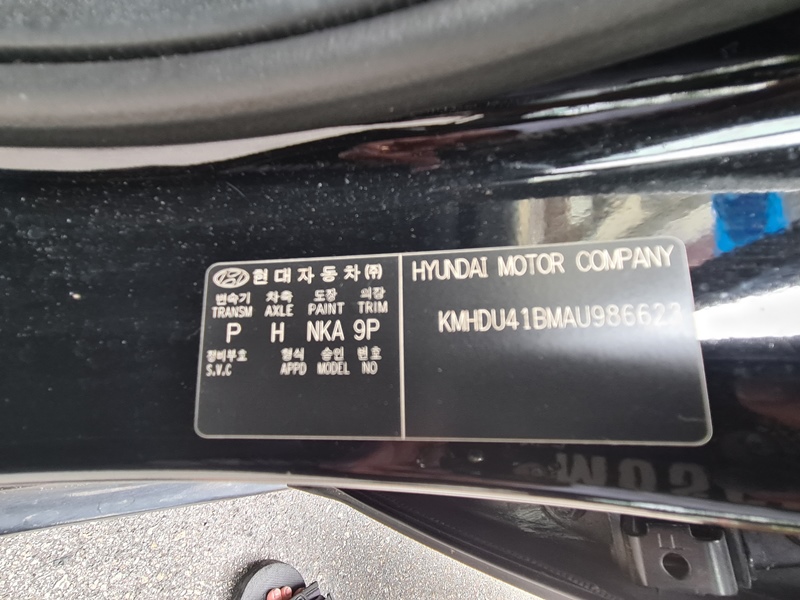 현대자동차㈜
변속기 차축 도장 의장
TRANSM AXLE PAINT TRIM
P H NKA 9P
정비부호 형식 승인 번호
S.V.C APPD MODEL NO
HYUNDAI MOTOR COMPANY
KMHDU41BMAU986623